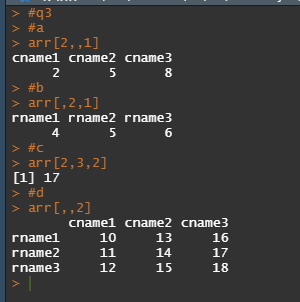 > #q3
> #a
> arr[2,,1]
cname1 cname2 cname3
     2      5      8
> #b
> arr[,2,1]
rname1 rname2 rname3
     4      5      6
> #c
> arr[2,3,2]
[1] 17
> #d
> arr[,,2]
       cname1 cname2 cname3
rname1     10     13     16
rname2     11     14     17
rname3     12     15     18
>